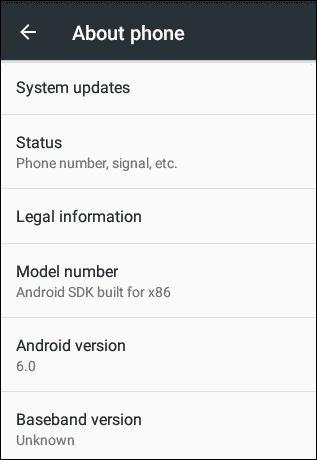 About phone
System updates
Status
Phone number, signal, etc.
Legal information
Model number
Android SDK built for x86
Android version
6.0
Baseband version
Unknown